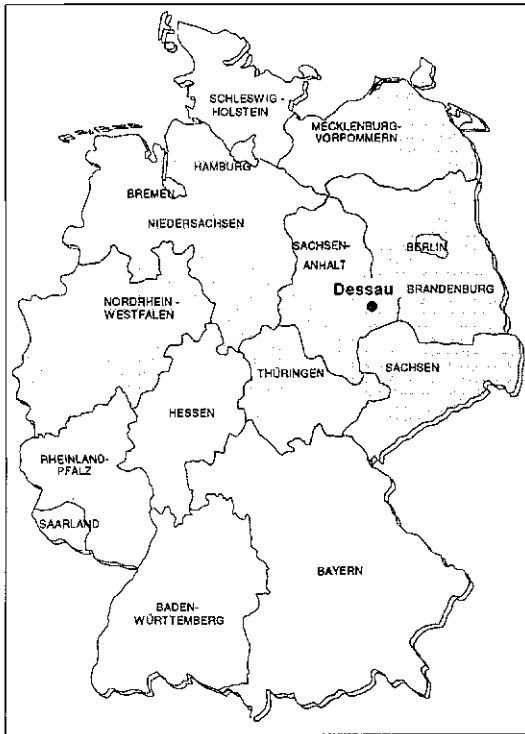 SCHLESWIG -
HOLSTEIN
MECKLENBURG-
VORPOMMERN
HAMBURG
BREMEN
NIEDERSACHSEN
SACHSEN-
ANHALT
BERLIN
Dessau
BRANDENBURG
NORDRHEIN -
WESTFALEN
THÜRINGEN
SACHSEN
HESSEN
RHEINLAND-
PFALZ
SAARLAND
BAYERN
BADEN-
WÜRTTEMBERG